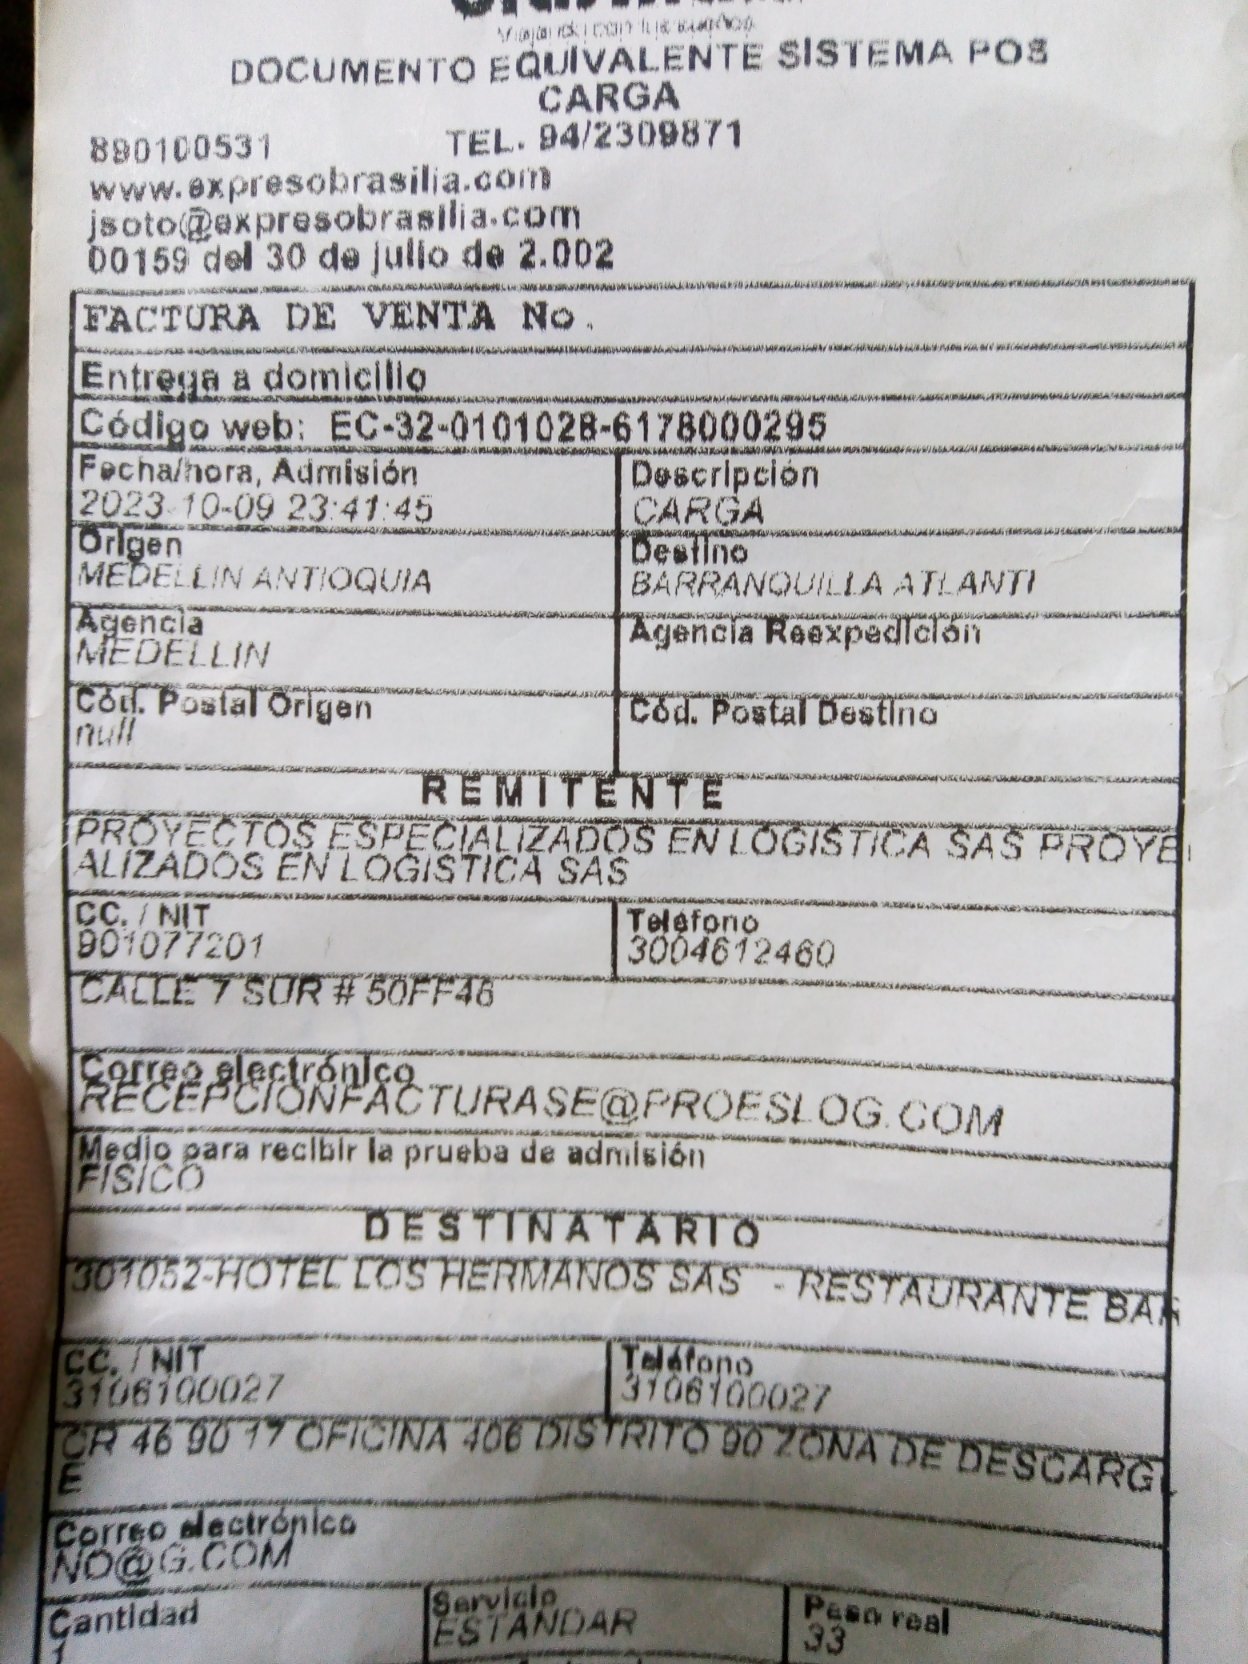 Viajando con tus sueños
DOCUMENTO EQUIVALENTE SISTEMA POS
CARGA
890100531 TEL. 94/2309871
www.expresobrasilia.com
jsoto@expresobrasilia.com
00159 del 30 de julio de 2.002
FACTURA DE VENTA No.
Entrega a domicilio
Código web: EC-32-0101028-6178000295
Fecha/hora, Admisión Descripción
2023-10-09 23:41:45 CARGA
Origen Destino
MEDELLIN ANTIOQUIA BARRANQUILLA ATLANTI
Agencia Agencia Reexpedición
MEDELLIN
Cód. Postal Origen Cód. Postal Destino
null
REMITENTE
PROYECTOS ESPECIALIZADOS EN LOGISTICA SAS PROYE
ALIZADOS EN LOGISTICA SAS
CC. / NIT Teléfono
901077201 3004612460
CALLE 7 SUR # 50FF46
Correo electrónico
RECEPCIONFACTURASE@PROESLOG.COM
Medio para recibir la prueba de admisión
FISICO
DESTINATARIO
301052-HOTEL LOS HERMANOS SAS - RESTAURANTE BAR
CC. / NIT Teléfono
3106100027 3106100027
CR 46 90 17 OFICINA 406 DISTRITO 90 ZONA DE DESCARG
E
Correo electrónico
NO@G.COM
Cantidad Servicio Peso real
1 ESTANDAR 33